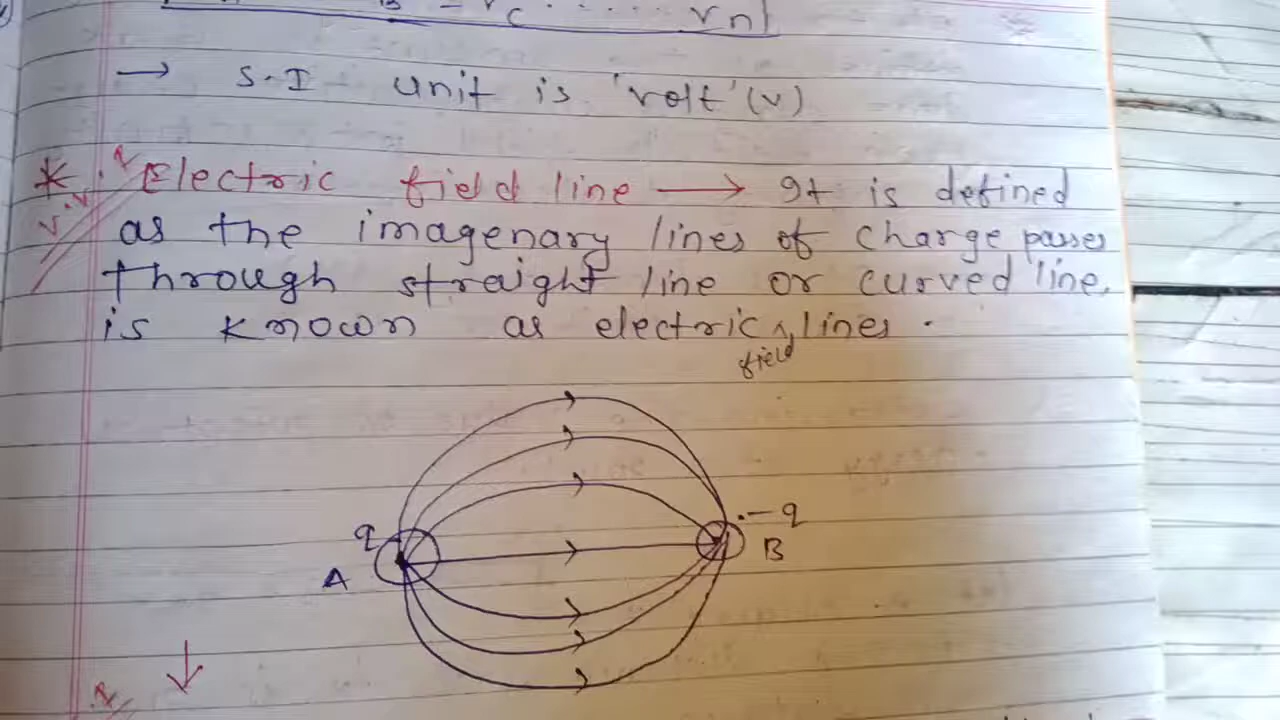 → S.I unit is 'volt' (v)
* Electric field line → It is defined
v.v
as the imagenary lines of charge passes
through straight line or curved line,
is known as electric lines.
field
q
-q
A
B